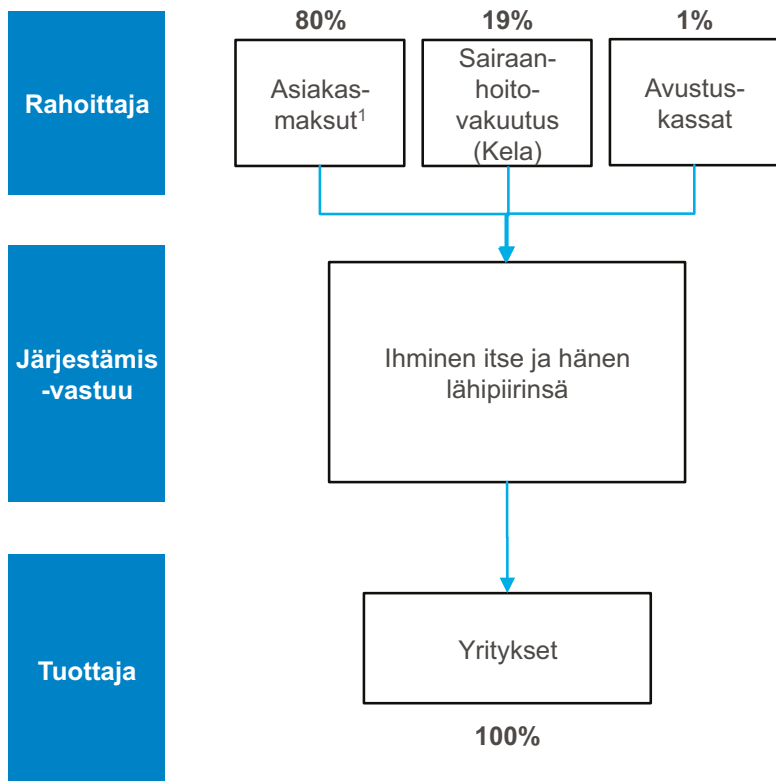 80%
19%
1%
Rahoittaja
Asiakas-
maksut¹
Sairaan-
hoito-
vakuutus
(Kela)
Avustus-
kassat
Järjestämis
-vastuu
Ihminen itse ja hänen
lähipiirinsä
Tuottaja
Yritykset
100%